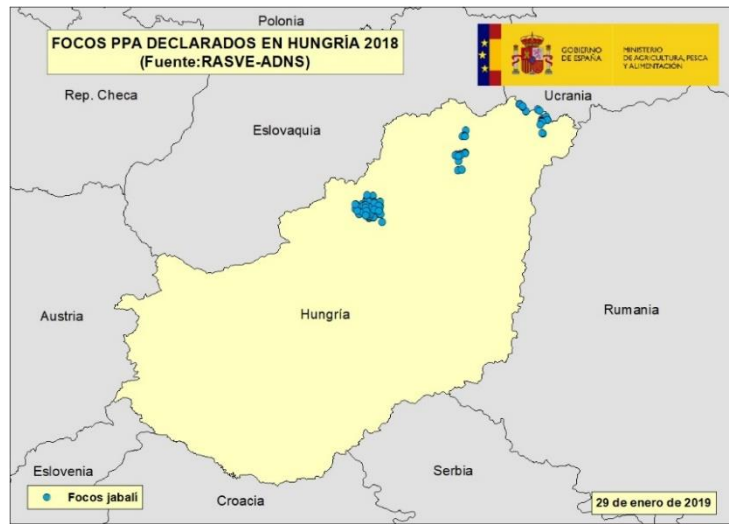 Polonia
FOCOS PPA DECLARADOS EN HUNGRÍA 2018
(Fuente:RASVE-ADNS)
GOBIERNO
DE ESPAÑA
MINISTERIO
DE AGRICULTURA, PESCA
Y ALIMENTACIÓN
Rep. Checa
Ucrania
Eslovaquia
Austria
Hungría
Rumania
Eslovenia
Serbia
Focos jabalí
Croacia
29 de enero de 2019